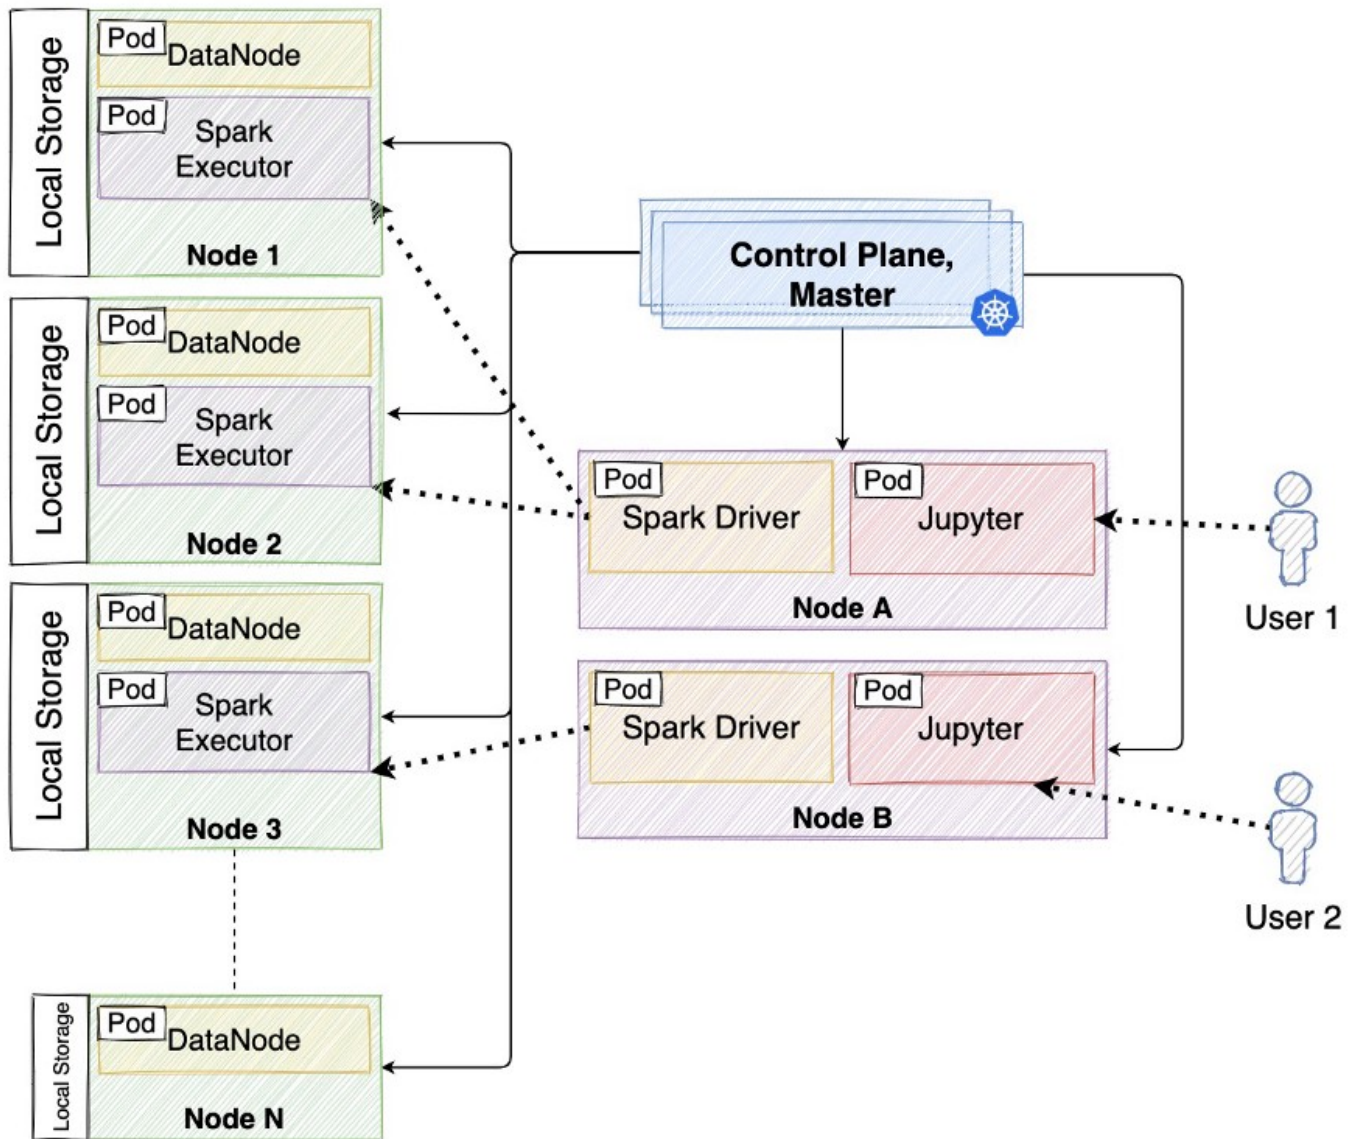 Local Storage
Pod
DataNode
Pod
Spark
Executor
Node 1
Local Storage
Pod
DataNode
Pod
Spark
Executor
Node 2
Local Storage
Pod
DataNode
Pod
Spark
Executor
Node 3
Local Storage
Pod
DataNode
Node N
Control Plane,
Master
Pod
Spark Driver
Pod
Jupyter
Node A
Pod
Spark Driver
Pod
Jupyter
Node B
User 1
User 2